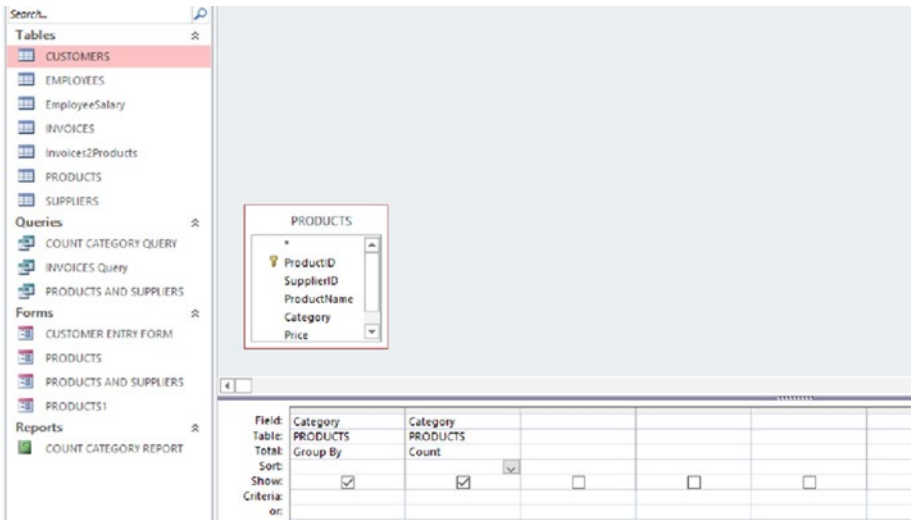 Search...
Tables
CUSTOMERS
EMPLOYEES
EmployeeSalary
INVOICES
Invoices2Products
PRODUCTS
SUPPLIERS
Queries
COUNT CATEGORY QUERY
INVOICES Query
PRODUCTS AND SUPPLIERS
Forms
CUSTOMER ENTRY FORM
PRODUCTS
PRODUCTS AND SUPPLIERS
PRODUCTS1
Reports
COUNT CATEGORY REPORT
PRODUCTS
*
ProductID
SupplierID
ProductName
Category
Price
Field: Category Category
Table: PRODUCTS PRODUCTS
Total: Group By Count
Sort:
Show:
Criteria:
or: